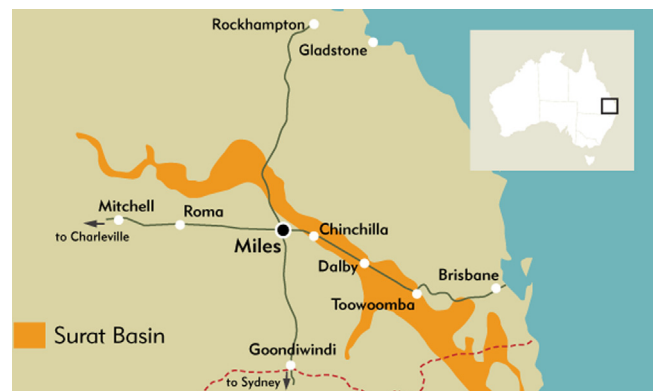 Rockhampton
Gladstone
Mitchell
Roma
to Charleville
Miles
Chinchilla
Dalby
Brisbane
Toowoomba
Surat Basin
Goondiwindi
to Sydney